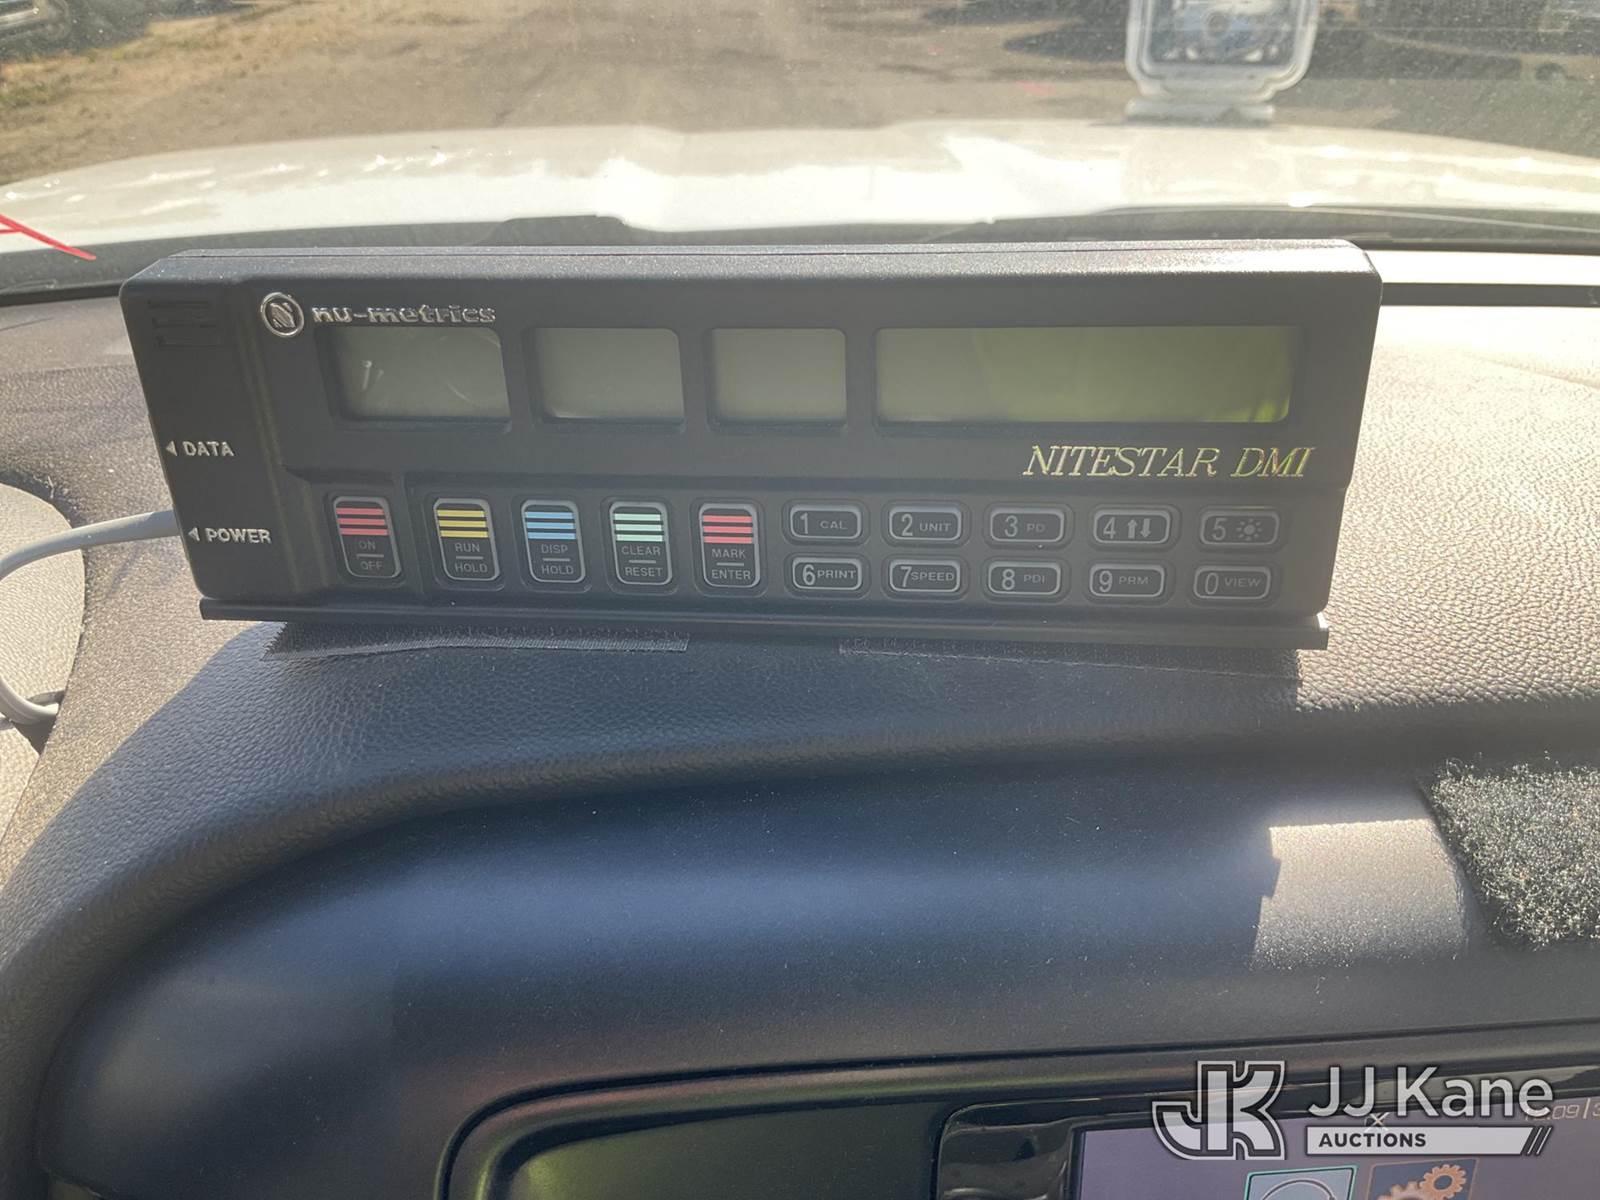 nu-metrics
DATA
NITESTAR DMI
POWER
ON
OFF
RUN
HOLD
DISP
HOLD
CLEAR
RESET
MARK
ENTER
1 CAL
2 UNIT
3 PD
4
5
6 PRINT
7 SPEED
8 PDI
9 PRM
0 VIEW
JK JJ Kane
AUCTIONS